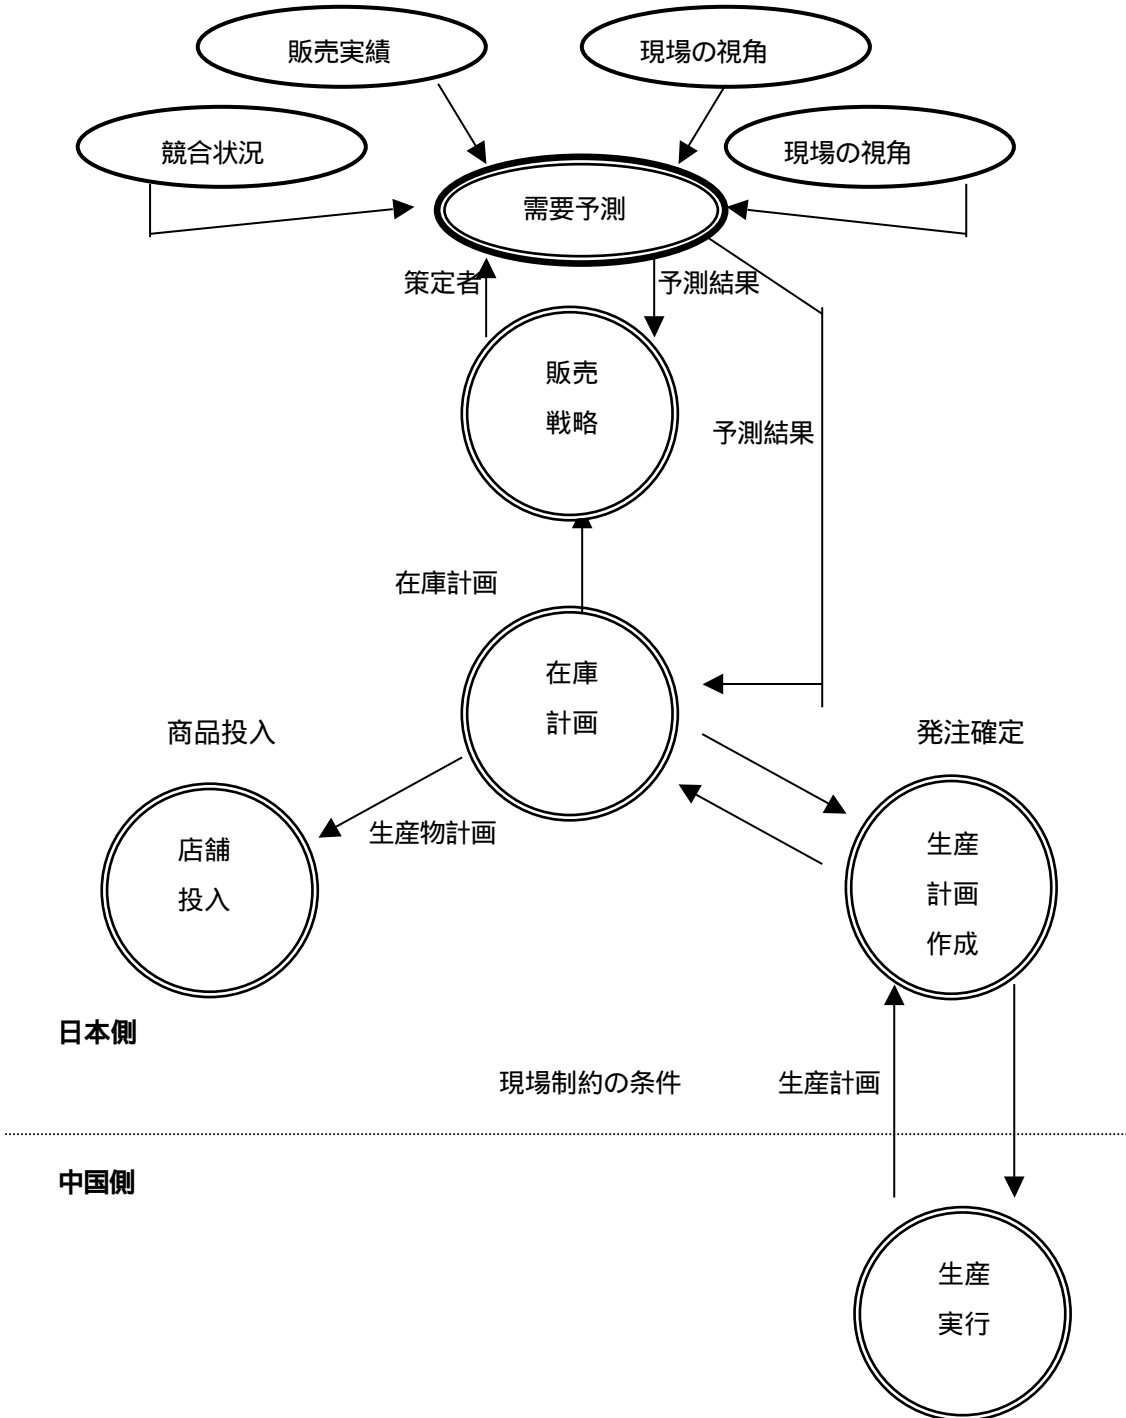 販売実績
現場の視角
競合状況
現場の視角
需要予測
策定者
予測結果
販売
戦略
予測結果
在庫計画
在庫
計画
商品投入
発注確定
生産物計画
店舗
投入
生産
計画
作成
日本側
現場制約の条件
生産計画
中国側
生産
実行